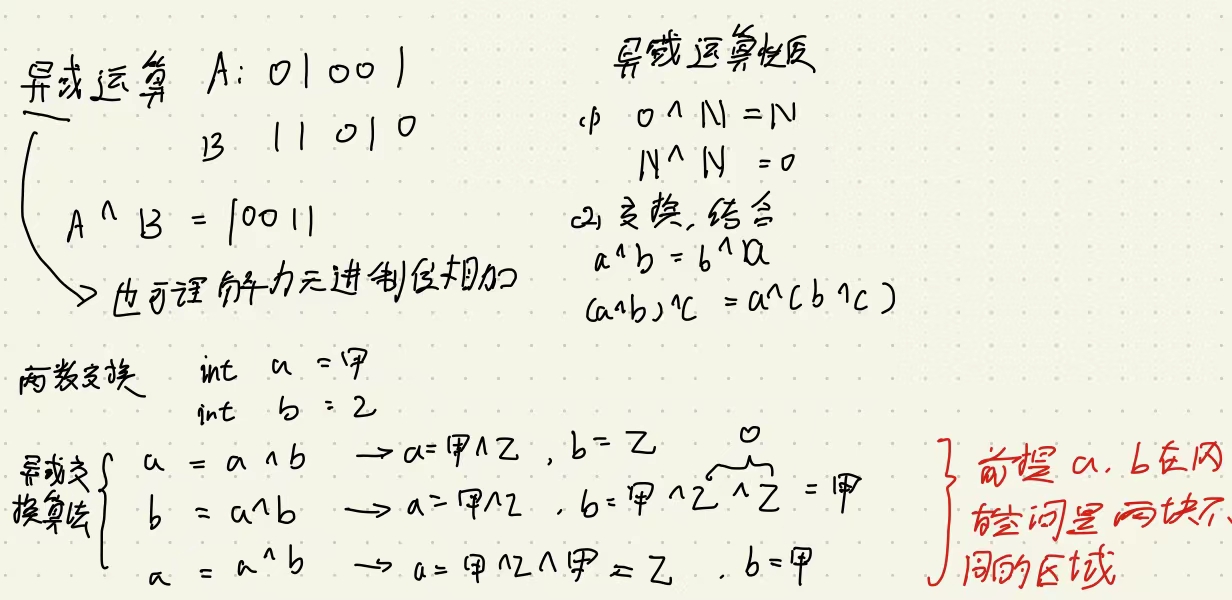 异或运算 A: 01001
B 11010
A ^ B = 10011
也可理解为无进制位相加
异或运算性质
(1) 0 ^ N = N
N ^ N = 0
(2) 交换、结合
a ^ b = b ^ a
(a^b)^c = a^(b^c)
两数交换 int a = 甲
int b = 乙
异或交换算法
a = a ^ b → a=甲^乙, b=乙
0
b = a^b → a=甲^乙, b=甲^乙^乙=甲
a = a^b → a=甲^乙^甲=乙, b=甲
前提 a. b在内
存空间是两块不
同的区域